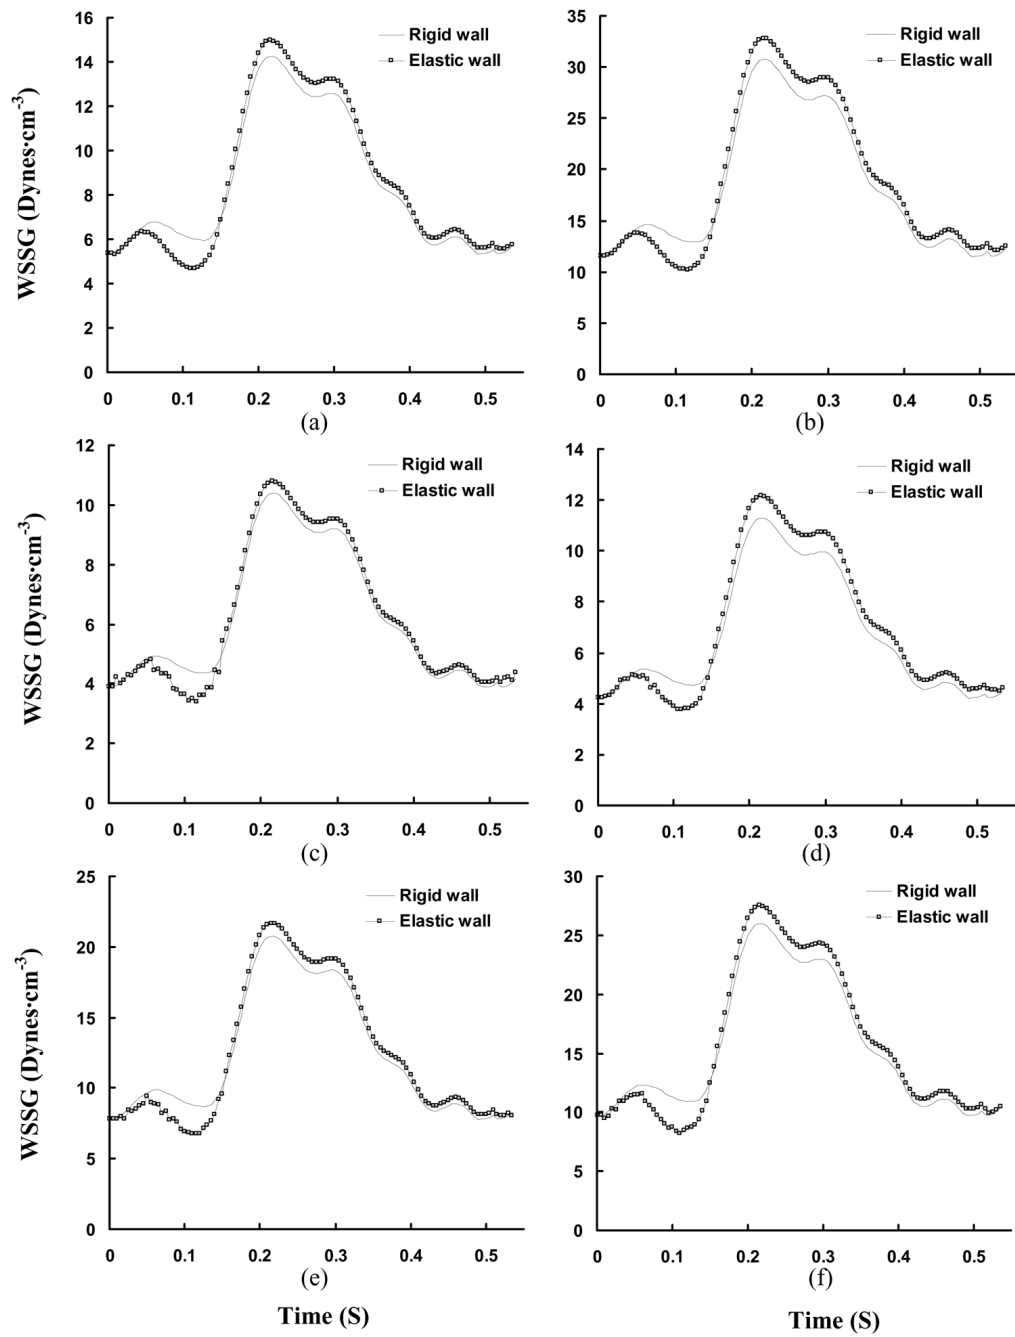 16
14
12
10
8
6
4
2
0
WSSG (Dynes·cm-3)
Rigid wall
Elastic wall
0 0.1 0.2 0.3 0.4 0.5
(a)
35
30
25
20
15
10
5
0
Rigid wall
Elastic wall
0 0.1 0.2 0.3 0.4 0.5
(b)
12
10
8
6
4
2
0
WSSG (Dynes·cm-3)
Rigid wall
Elastic wall
0 0.1 0.2 0.3 0.4 0.5
(c)
14
12
10
8
6
4
2
0
Rigid wall
Elastic wall
0 0.1 0.2 0.3 0.4 0.5
(d)
25
20
15
10
5
0
WSSG (Dynes·cm-3)
Rigid wall
Elastic wall
0 0.1 0.2 0.3 0.4 0.5
(e)
Time (S)
30
25
20
15
10
5
0
Rigid wall
Elastic wall
0 0.1 0.2 0.3 0.4 0.5
(f)
Time (S)